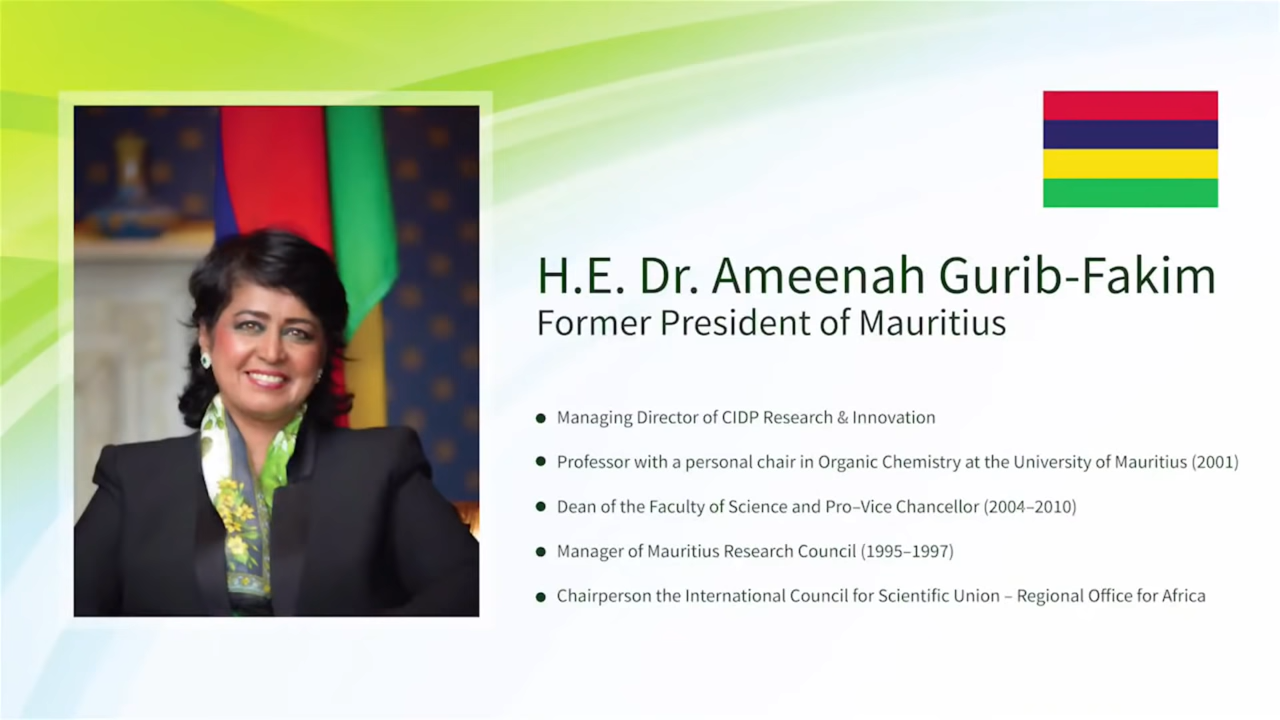 H.E. Dr. Ameenah Gurib-Fakim
Former President of Mauritius
● Managing Director of CIDP Research & Innovation
● Professor with a personal chair in Organic Chemistry at the University of Mauritius (2001)
● Dean of the Faculty of Science and Pro–Vice Chancellor (2004–2010)
● Manager of Mauritius Research Council (1995–1997)
● Chairperson the International Council for Scientific Union – Regional Office for Africa